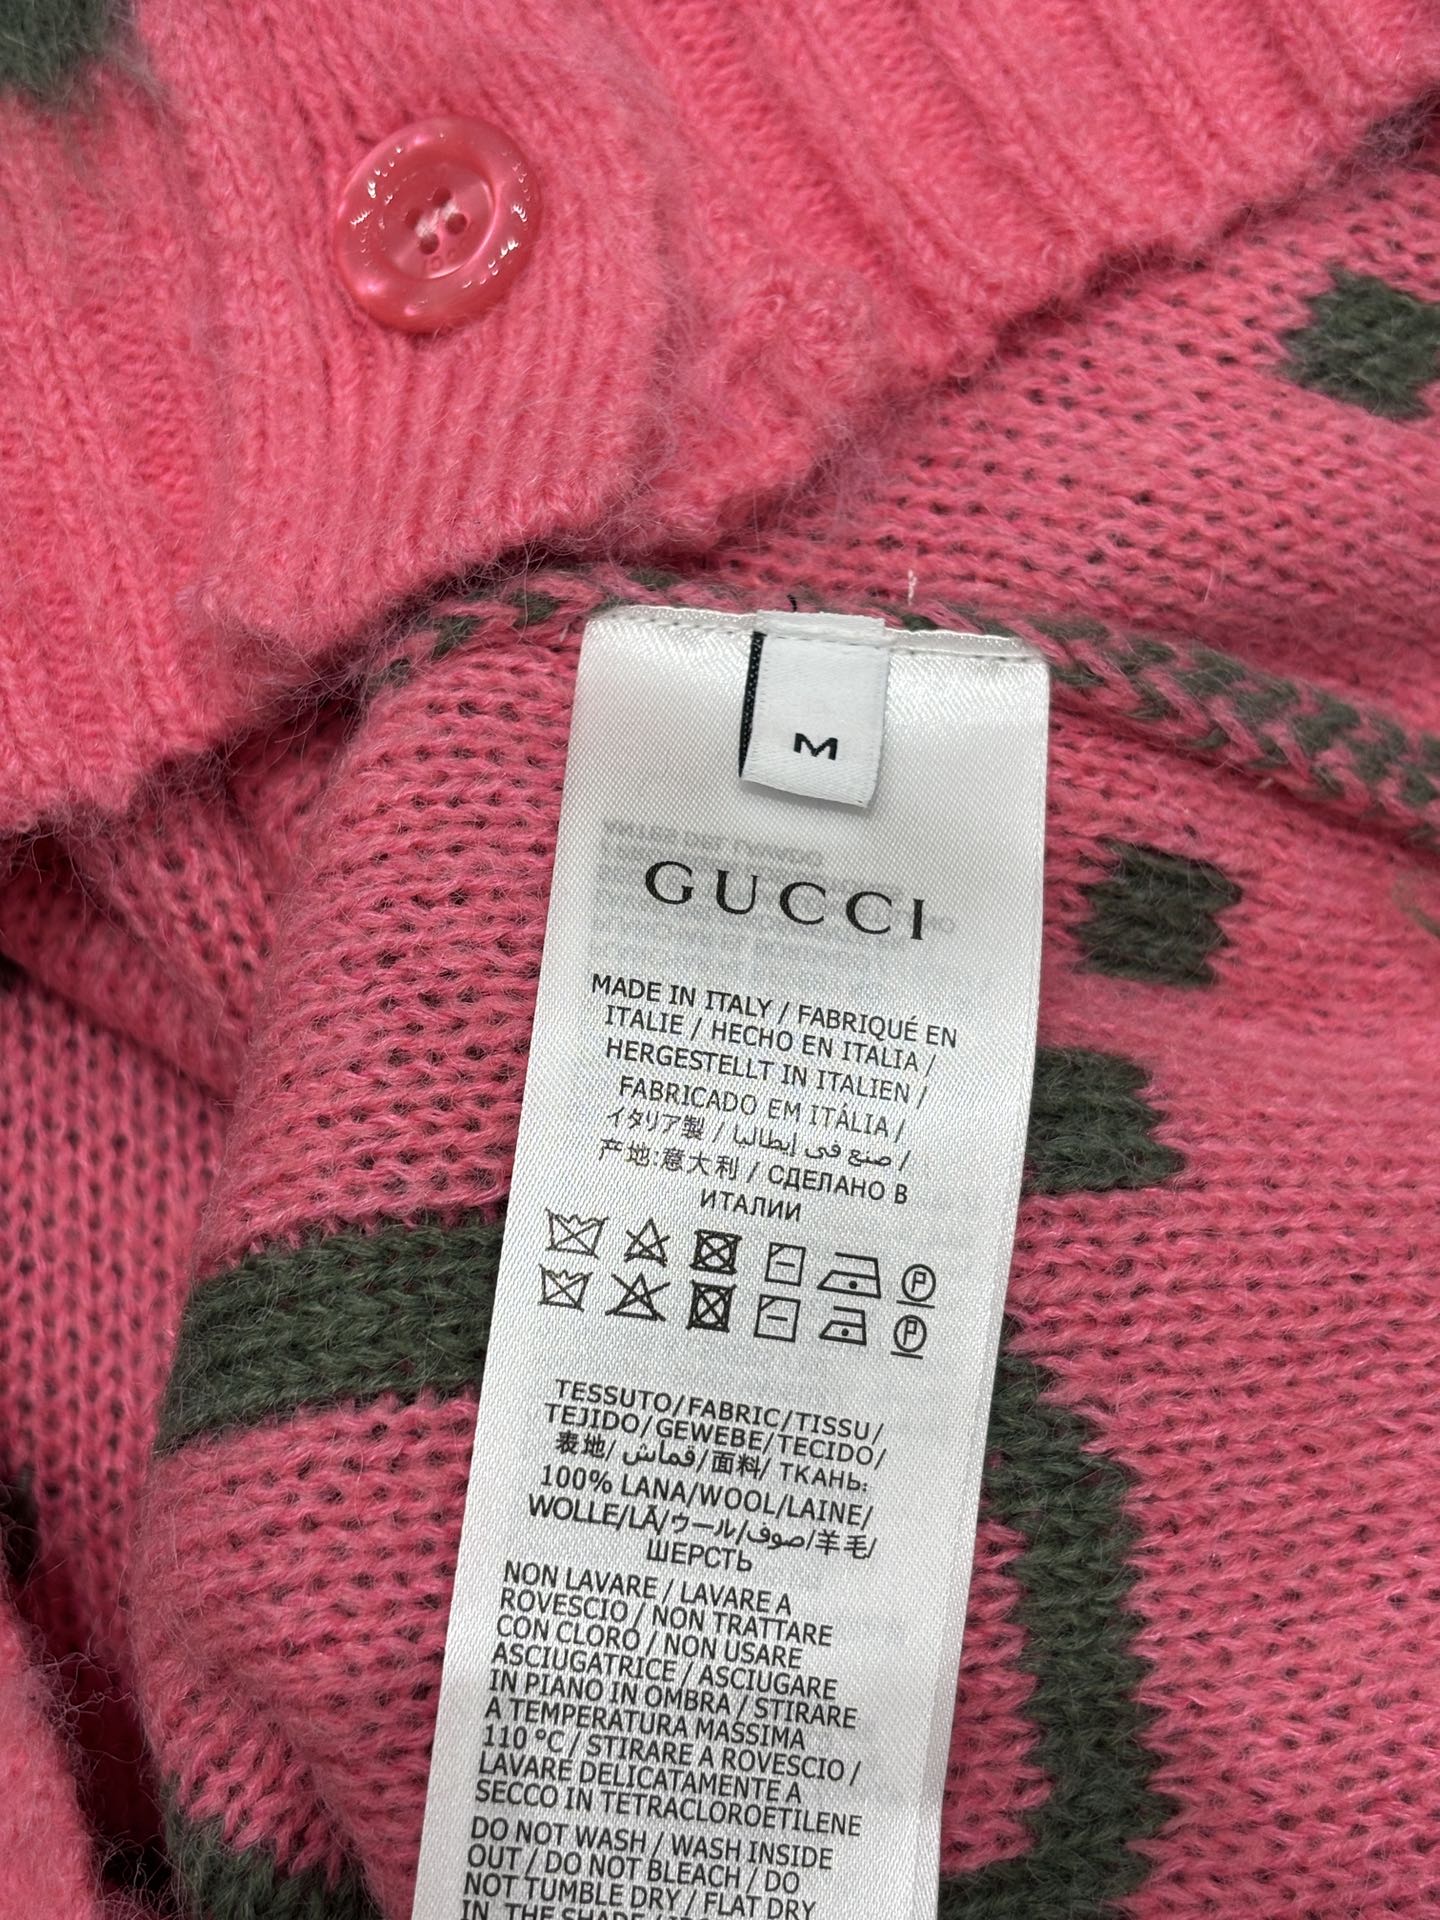 M
GUCCI
MADE IN ITALY / FABRIQUÉ EN
ITALIE / HECHO EN ITALIA /
HERGESTELLT IN ITALIEN /
FABRICADO EM ITÁLIA /
イタリア製 / صنع في إيطاليا /
产地:意大利 / СДЕЛАНО В
ИТАЛИИ
P
P
TESSUTO/FABRIC/TISSU/
TEJIDO/GEWEBE/TECIDO/
表地/ قماش/面料/ ТКАНЬ:
100% LANA/WOOL/LAINE/
WOLLE/LÃ/ウール/صوف/羊毛/
ШЕРСТЬ
NON LAVARE / LAVARE A
ROVESCIO / NON TRATTARE
CON CLORO / NON USARE
ASCIUGATRICE / ASCIUGARE
IN PIANO IN OMBRA / STIRARE
A TEMPERATURA MASSIMA
110 °C / STIRARE A ROVESCIO /
LAVARE DELICATAMENTE A
SECCO IN TETRACLOROETILENE
DO NOT WASH / WASH INSIDE
OUT / DO NOT BLEACH / DO
NOT TUMBLE DRY / FLAT DRY
IN THE SHADE /